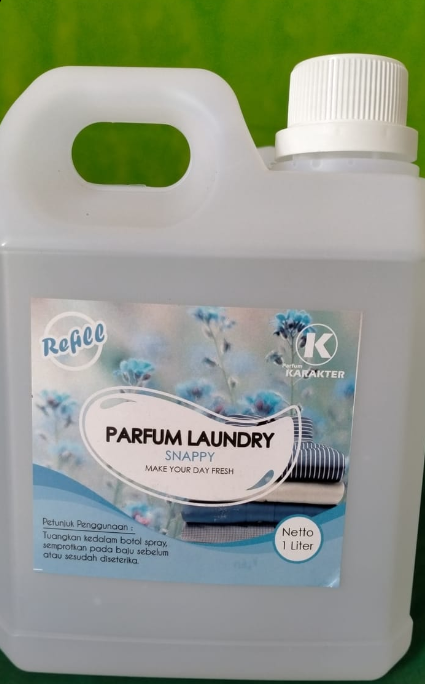 Refill
K
Parfum
KARAKTER
PARFUM LAUNDRY
SNAPPY
MAKE YOUR DAY FRESH
Petunjuk Penggunaan :
Tuangkan kedalam botol spray,
semprotkan pada baju sebelum
atau sesudah diseterika.
Netto
1 Liter